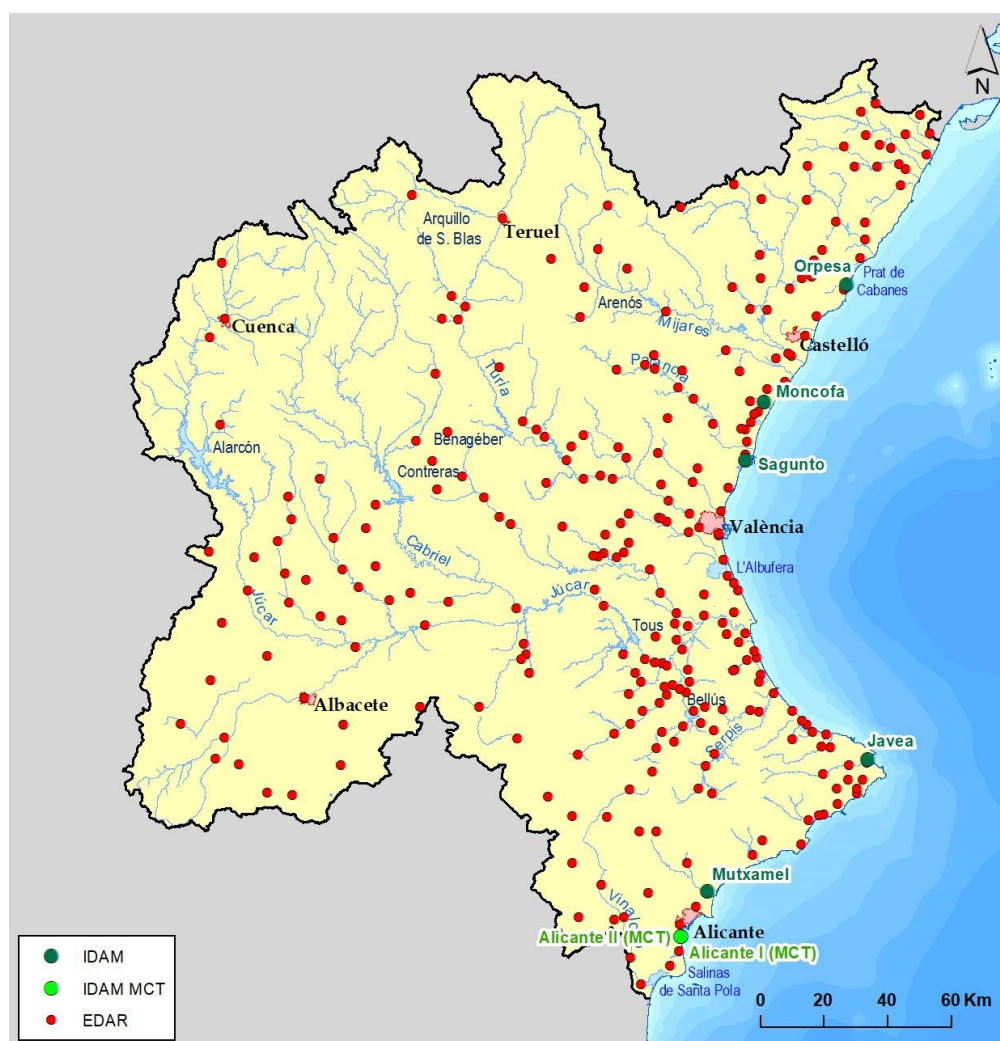 N
Teruel
Arquillo
de S. Blas
Orpesa
Prat de
Cabanes
Arenós
Mijares
Cuenca
Castelló
Palancia
Turia
Moncofa
Alarcón
Benagéber
Contreras
Sagunto
València
Cabriel
L'Albufera
Júcar
Júcar
Tous
Albacete
Bellús
Serpis
Javea
Mutxamel
Vinalo
Alicante
Alicante II (MCT)
Alicante I (MCT)
Salinas
de Santa Pola
IDAM
IDAM MCT
EDAR
0 20 40 60 Km